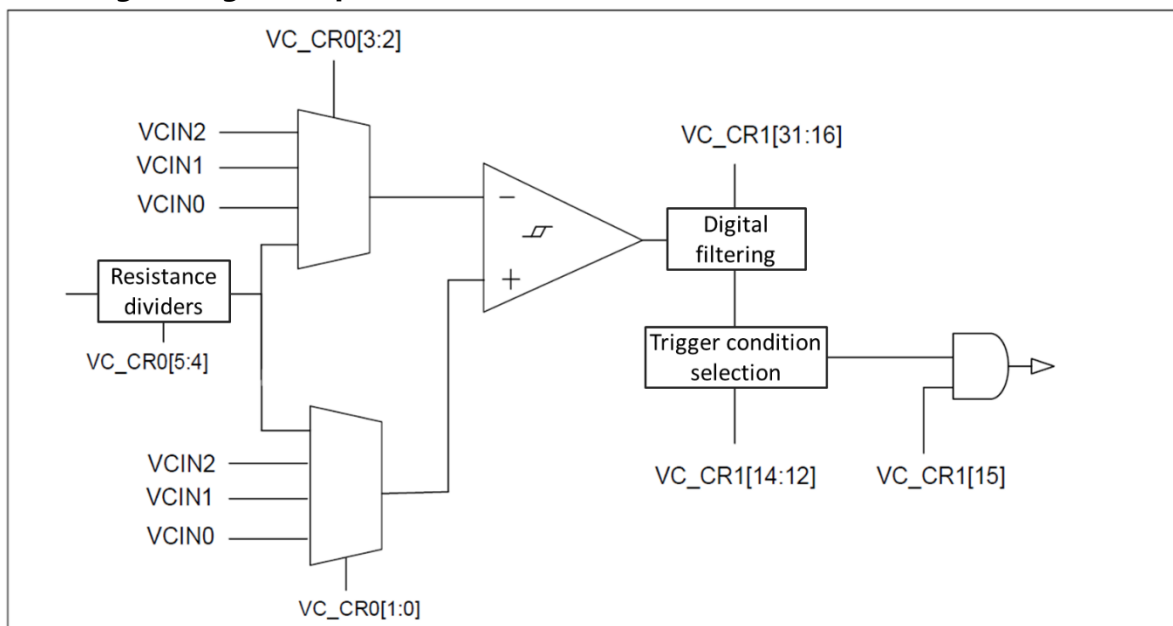 VC_CR0[3:2]
VCIN2
VCIN1
VCIN0
Resistance
dividers
VC_CR0[5:4]
VCIN2
VCIN1
VCIN0
VC_CR0[1:0]
−
+
VC_CR1[31:16]
Digital
filtering
Trigger condition
selection
VC_CR1[14:12]
VC_CR1[15]